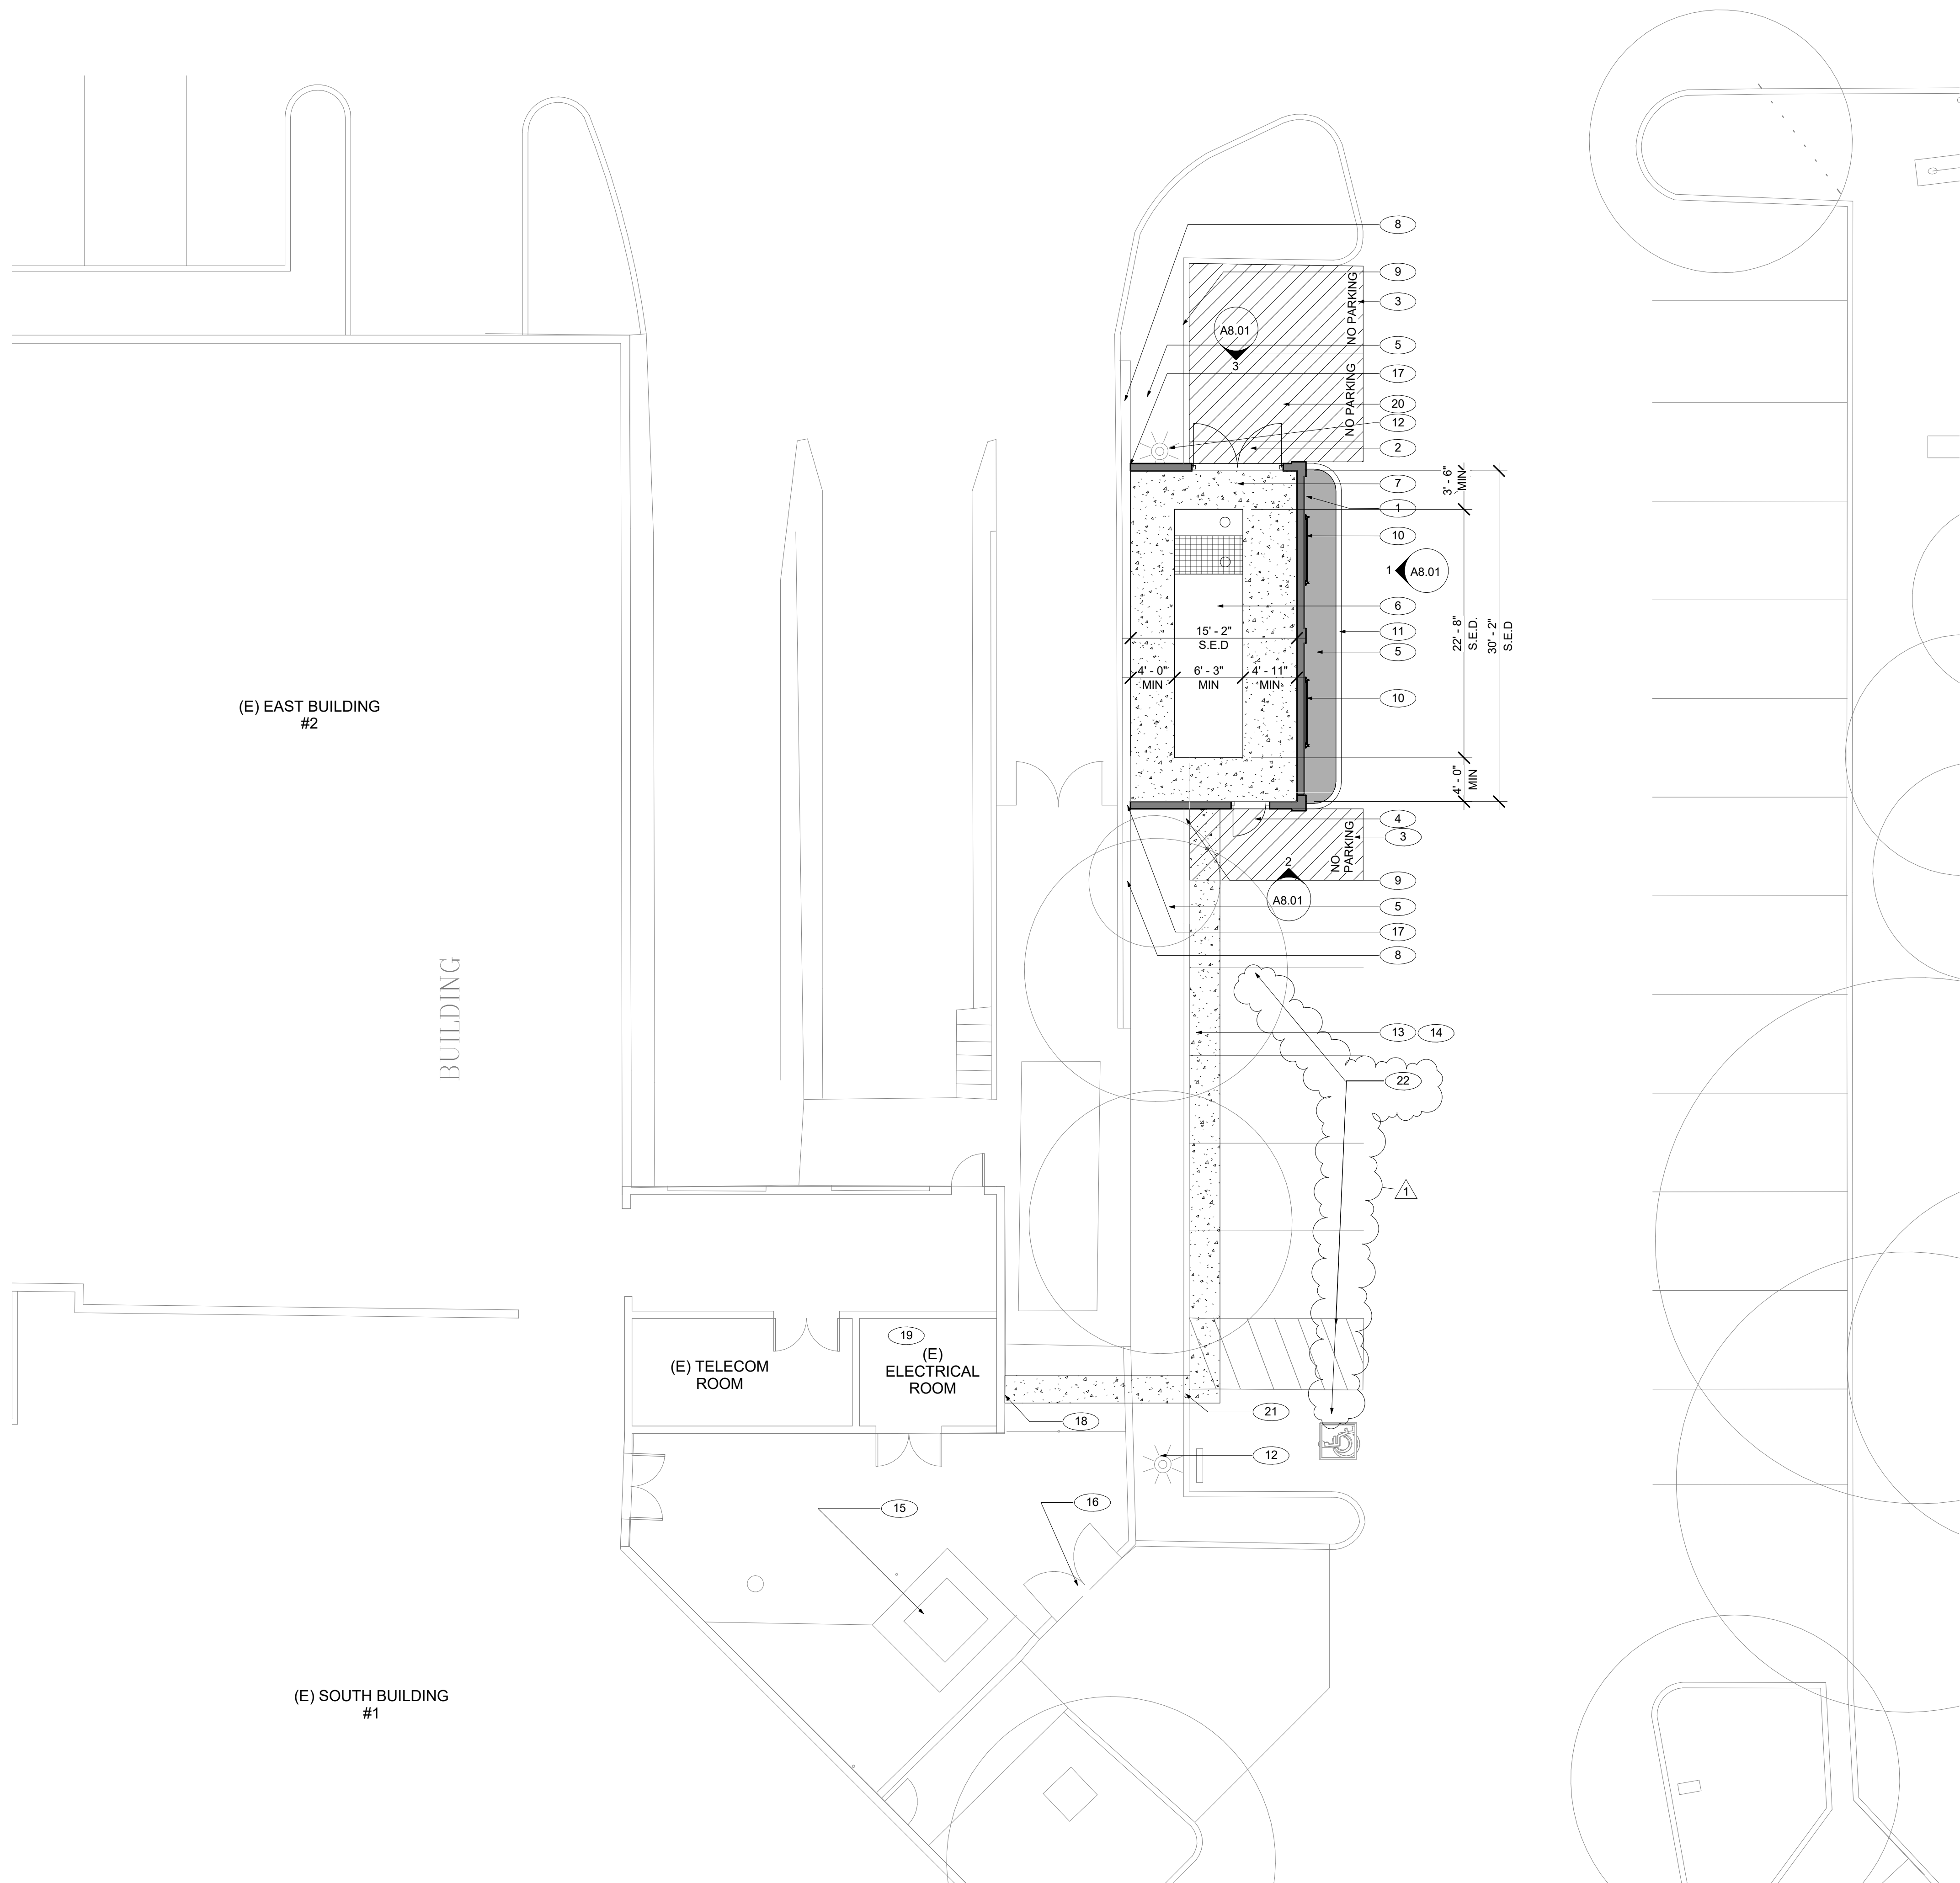 8
9
3
NO PARKING
A8.01
3
5
17
NO PARKING
20
12
2
3' - 6"
MIN
7
1
10
1
A8.01
6
15' - 2"
S.E.D
11
22' - 8"
S.E.D.
30' - 2"
S.E.D
5
4' - 0"
MIN
6' - 3"
MIN
4' - 11"
MIN
10
(E) EAST BUILDING
#2
4' - 0"
MIN
4
3
NO
PARKING
2
A8.01
9
5
17
8
BUILDING
13
14
22
1
19
(E)
ELECTRICAL
ROOM
(E) TELECOM
ROOM
21
18
12
16
15
(E) SOUTH BUILDING
#1